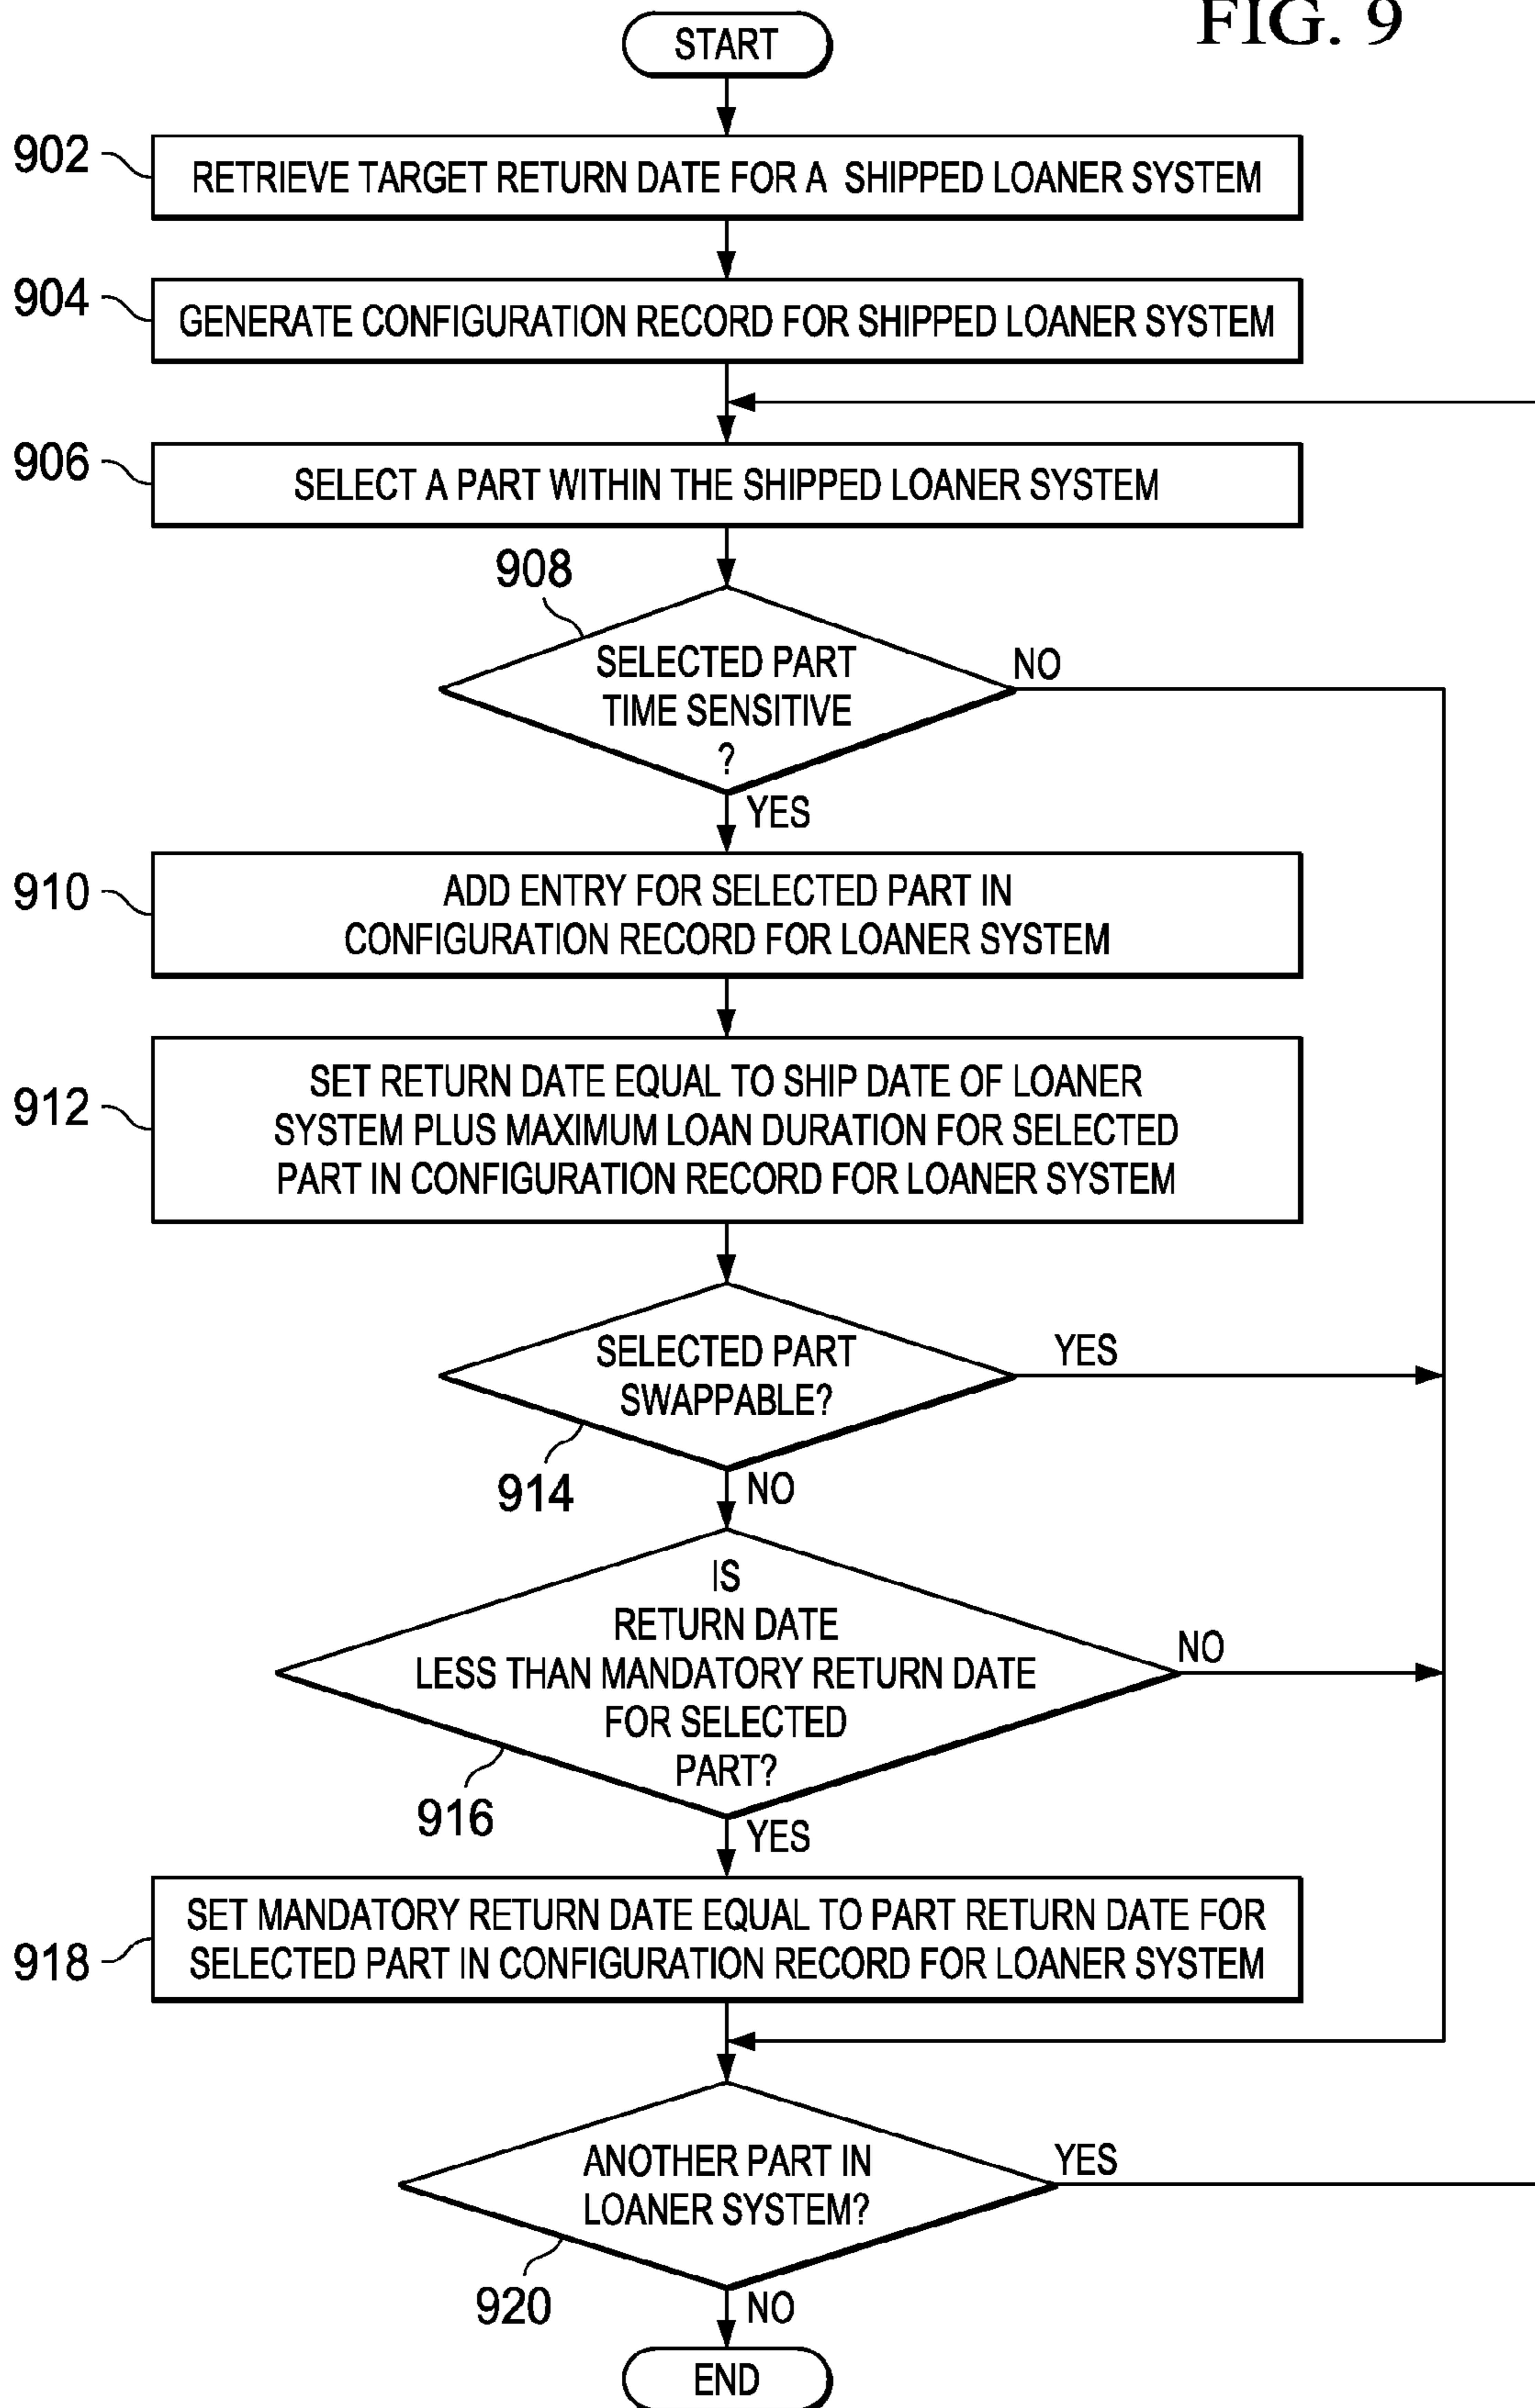 FIG. 9
START
902
RETRIEVE TARGET RETURN DATE FOR A SHIPPED LOANER SYSTEM
904
GENERATE CONFIGURATION RECORD FOR SHIPPED LOANER SYSTEM
906
SELECT A PART WITHIN THE SHIPPED LOANER SYSTEM
908
SELECTED PART
TIME SENSITIVE
?
NO
YES
910
ADD ENTRY FOR SELECTED PART IN
CONFIGURATION RECORD FOR LOANER SYSTEM
912
SET RETURN DATE EQUAL TO SHIP DATE OF LOANER
SYSTEM PLUS MAXIMUM LOAN DURATION FOR SELECTED
PART IN CONFIGURATION RECORD FOR LOANER SYSTEM
SELECTED PART
SWAPPABLE?
YES
914
NO
IS
RETURN DATE
LESS THAN MANDATORY RETURN DATE
FOR SELECTED
PART?
NO
916
YES
918
SET MANDATORY RETURN DATE EQUAL TO PART RETURN DATE FOR
SELECTED PART IN CONFIGURATION RECORD FOR LOANER SYSTEM
ANOTHER PART IN
LOANER SYSTEM?
YES
920
NO
END